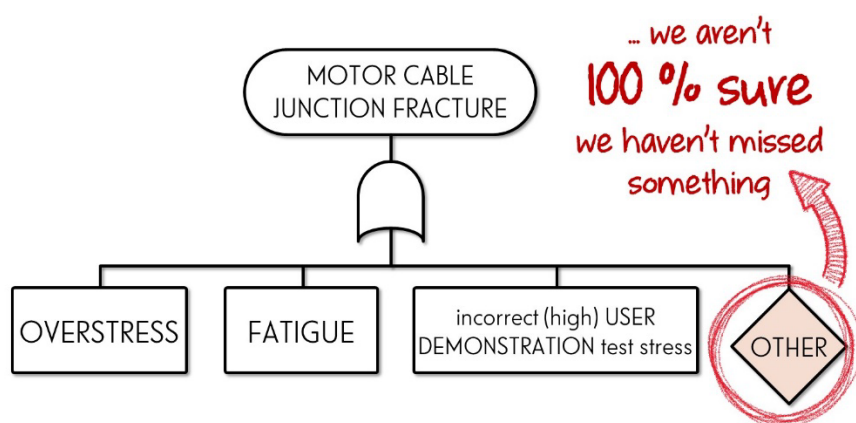 MOTOR CABLE
JUNCTION FRACTURE
... we aren't
100 % sure
we haven't missed
something
OVERSTRESS
FATIGUE
incorrect (high) USER
DEMONSTRATION test stress
OTHER